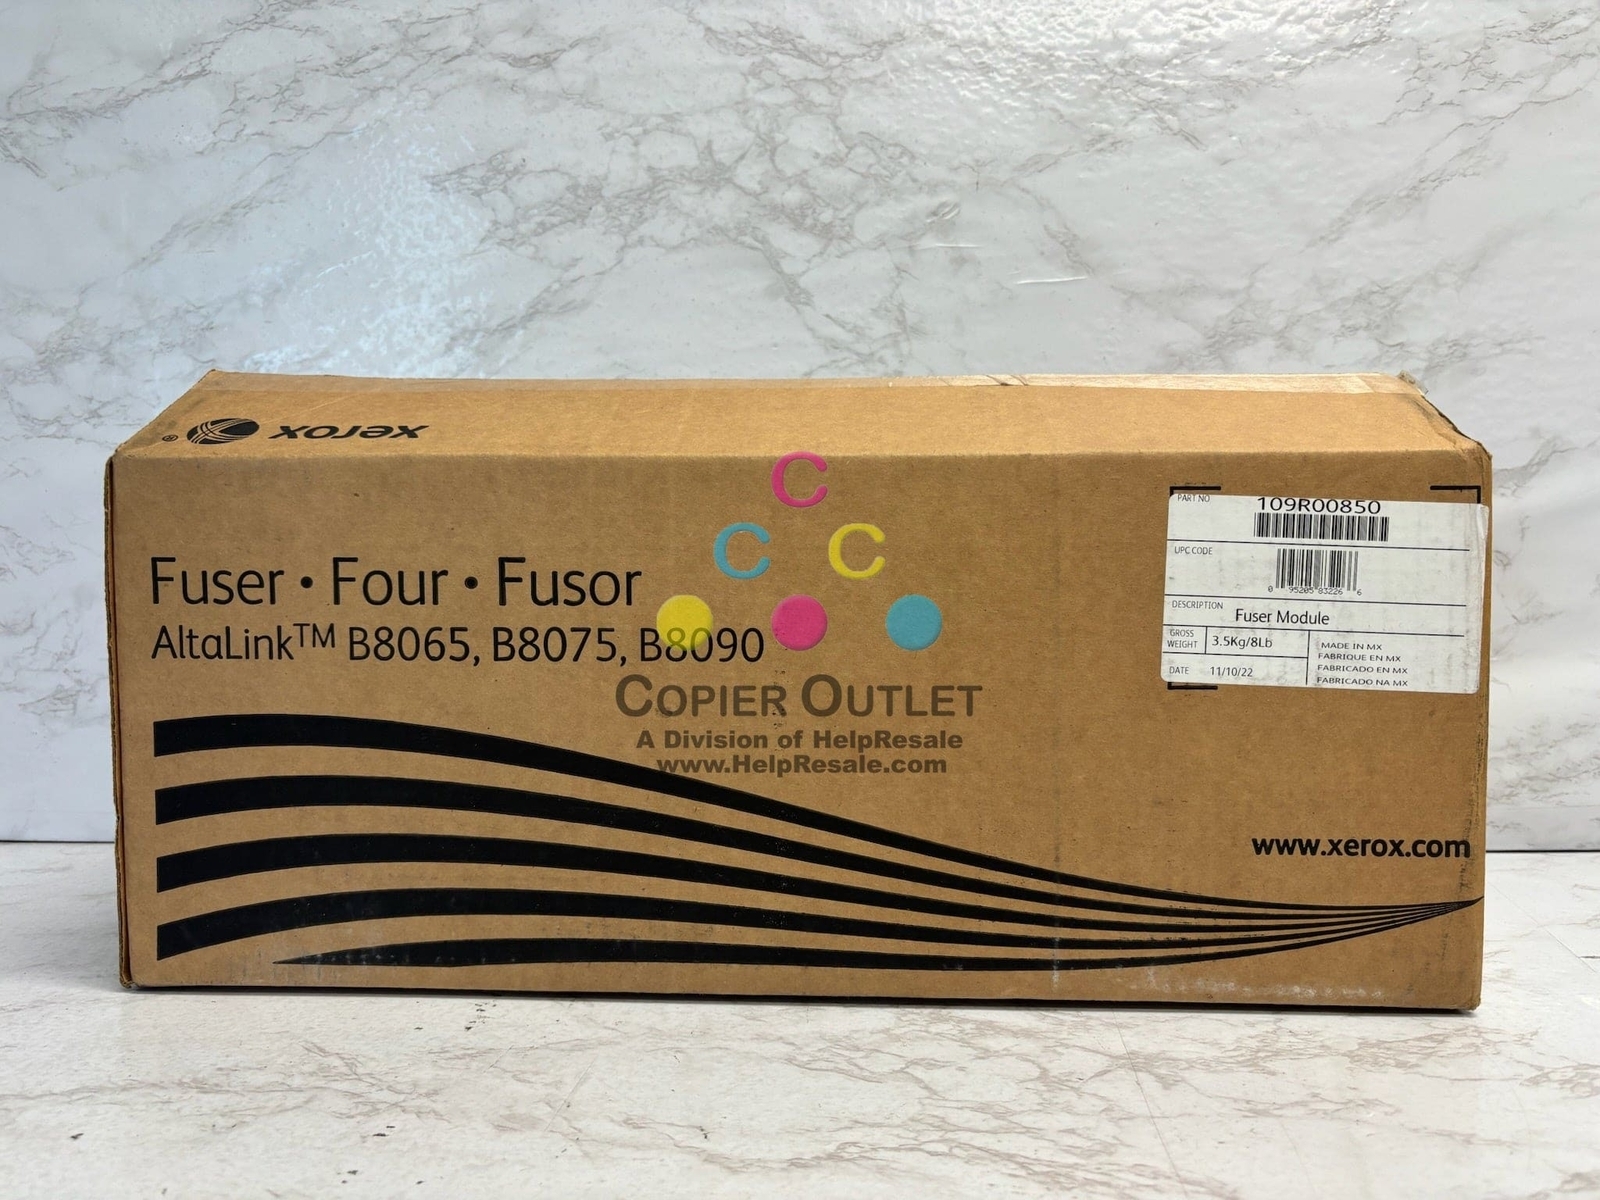 xerox ®
PART NO 109R00850
UPC CODE
0 95205 83226 6
DESCRIPTION Fuser Module
GROSS WEIGHT 3.5Kg/8Lb
DATE 11/10/22
MADE IN MX
FABRIQUE EN MX
FABRICADO EN MX
FABRICADO NA MX
Fuser • Four • Fusor
AltaLink™ B8065, B8075, B8090
C
C C
COPIER OUTLET
A Division of HelpResale
www.HelpResale.com
www.xerox.com